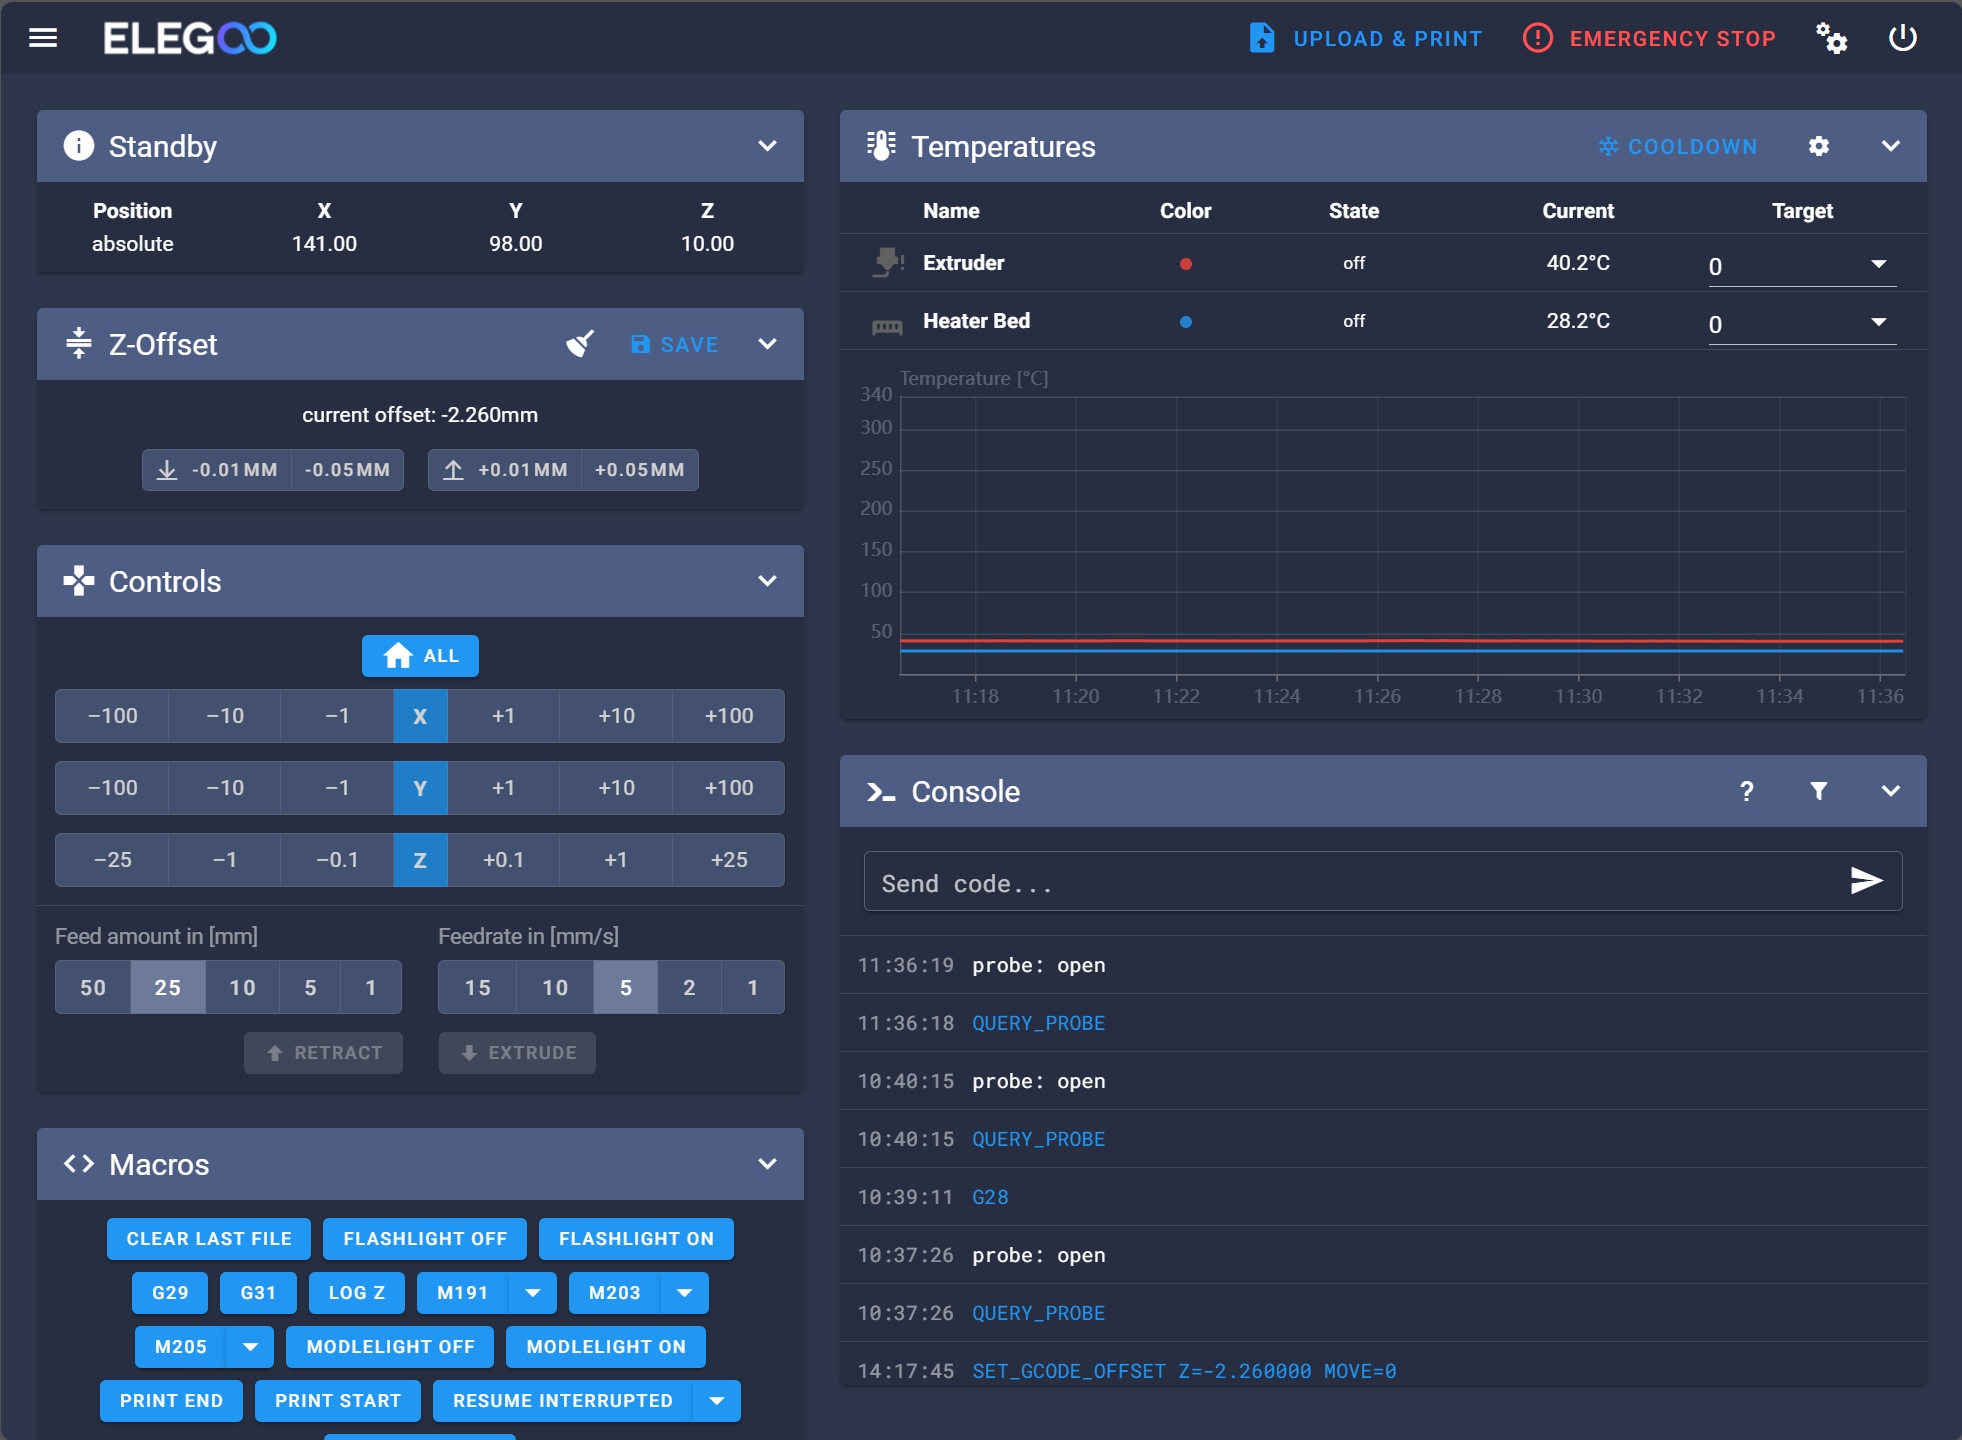 ELEGOO
UPLOAD & PRINT
EMERGENCY STOP
Standby
Position X Y Z
absolute 141.00 98.00 10.00
Z-Offset
SAVE
current offset: -2.260mm
-0.01MM -0.05MM +0.01MM +0.05MM
Controls
ALL
−100 −10 −1 X +1 +10 +100
−100 −10 −1 Y +1 +10 +100
−25 −1 −0.1 Z +0.1 +1 +25
Feed amount in [mm] Feedrate in [mm/s]
50 25 10 5 1 15 10 5 2 1
RETRACT EXTRUDE
Macros
CLEAR LAST FILE FLASHLIGHT OFF FLASHLIGHT ON
G29 G31 LOG Z M191 M203
M205 MODLELIGHT OFF MODLELIGHT ON
PRINT END PRINT START RESUME INTERRUPTED
Temperatures
COOLDOWN
Name Color State Current Target
Extruder off 40.2°C 0
Heater Bed off 28.2°C 0
Temperature [°C]
340
300
250
200
150
100
50
11:18 11:20 11:22 11:24 11:26 11:28 11:30 11:32 11:34 11:36
Console
?
Send code...
11:36:19 probe: open
11:36:18 QUERY_PROBE
10:40:15 probe: open
10:40:15 QUERY_PROBE
10:39:11 G28
10:37:26 probe: open
10:37:26 QUERY_PROBE
14:17:45 SET_GCODE_OFFSET Z=-2.260000 MOVE=0